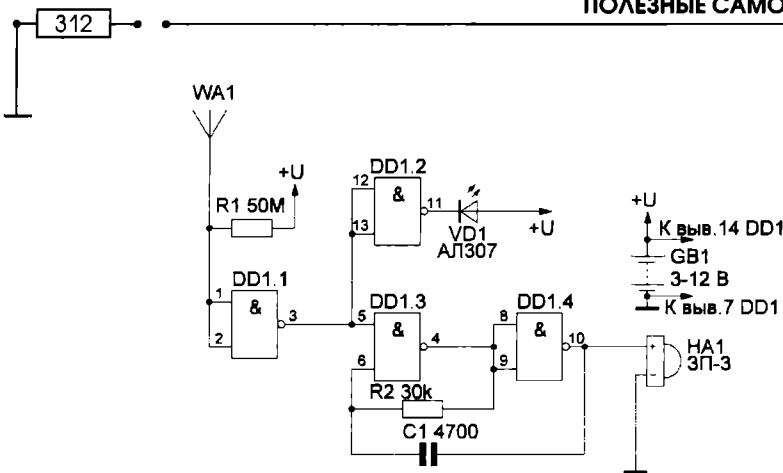 ПОЛЕЗНЫЕ САМО
312
WA1
+U
R1 50M
DD1.1
&
1
2
3
DD1.2
&
12
13
11
VD1
АЛ307
+U
DD1.3
&
5
6
4
R2 30k
C1 4700
DD1.4
&
8
9
10
+U
К выв.14 DD1
GB1
3-12 В
К выв.7 DD1
+
-
HA1
ЗП-3